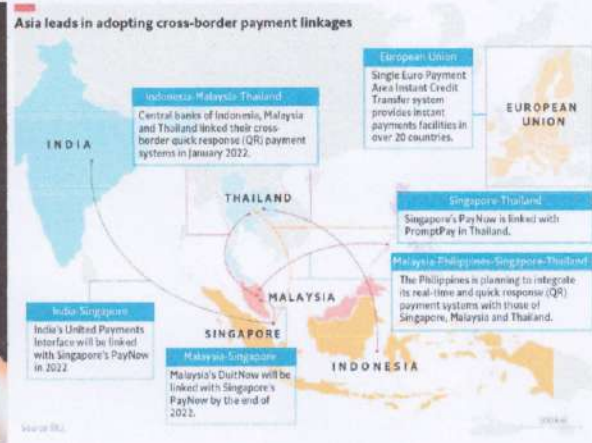 Asia leads in adopting cross-border payment linkages
Indonesia-Malaysia-Thailand
Central banks of Indonesia, Malaysia
and Thailand linked their cross-
border quick response (QR) payment
systems in January 2022.
European Union
Single Euro Payment
Area Instant Credit
Transfer system
provides instant
payments facilities in
over 20 countries.
EUROPEAN
UNION
INDIA
THAILAND
Singapore-Thailand
Singapore's PayNow is linked with
PromptPay in Thailand.
Malaysia-Philippines-Singapore-Thailand
The Philippines is planning to integrate
its real-time and quick response (QR)
payment systems with those of
Singapore, Malaysia and Thailand.
MALAYSIA
SINGAPORE
INDONESIA
India-Singapore
India's United Payments
Interface will be linked
with Singapore's PayNow
in 2022
Malaysia-Singapore
Malaysia's DuitNow will be
linked with Singapore's
PayNow by the end of
2022.
Source: